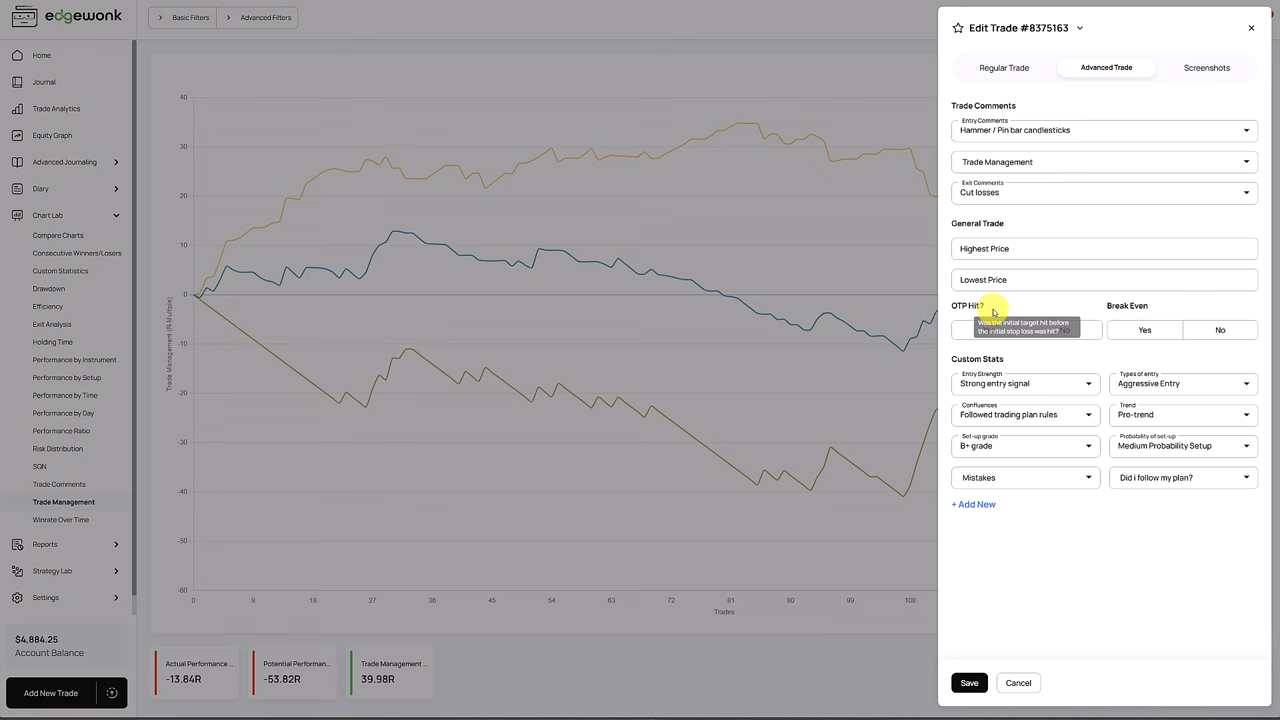 edgewonk
Basic Filters
Advanced Filters
Home
Journal
Trade Analytics
Equity Graph
Advanced Journaling
Diary
Chart Lab
Compare Charts
Consecutive Winners/Losers
Custom Statistics
Drawdown
Efficiency
Exit Analysis
Holding Time
Performance by Instrument
Performance by Setup
Performance by Time
Performance by Day
Performance Ratio
Risk Distribution
SQN
Trade Comments
Trade Management
Winrate Over Time
Reports
Strategy Lab
Settings
$4,884.25
Account Balance
Add New Trade
Trade Management (R-Multiple)
40
30
20
10
0
-10
-20
-30
-40
-50
-60
0 9 18 27 36 45 54 63 72 81 90 99 108
Trades
Actual Performance ...
-13.84R
Potential Performan...
-53.82R
Trade Management ...
39.98R
Edit Trade #8375163
Regular Trade
Advanced Trade
Screenshots
Trade Comments
Entry Comments
Hammer / Pin bar candlesticks
Trade Management
Exit Comments
Cut losses
General Trade
Highest Price
Lowest Price
OTP Hit?
Break Even
Was the initial target hit before
the initial stop loss was hit?
No
Yes
No
Custom Stats
Entry Strength
Strong entry signal
Types of entry
Aggressive Entry
Confluences
Followed trading plan rules
Trend
Pro-trend
Set-up grade
B+ grade
Probability of set-up
Medium Probability Setup
Mistakes
Did i follow my plan?
+ Add New
Save
Cancel